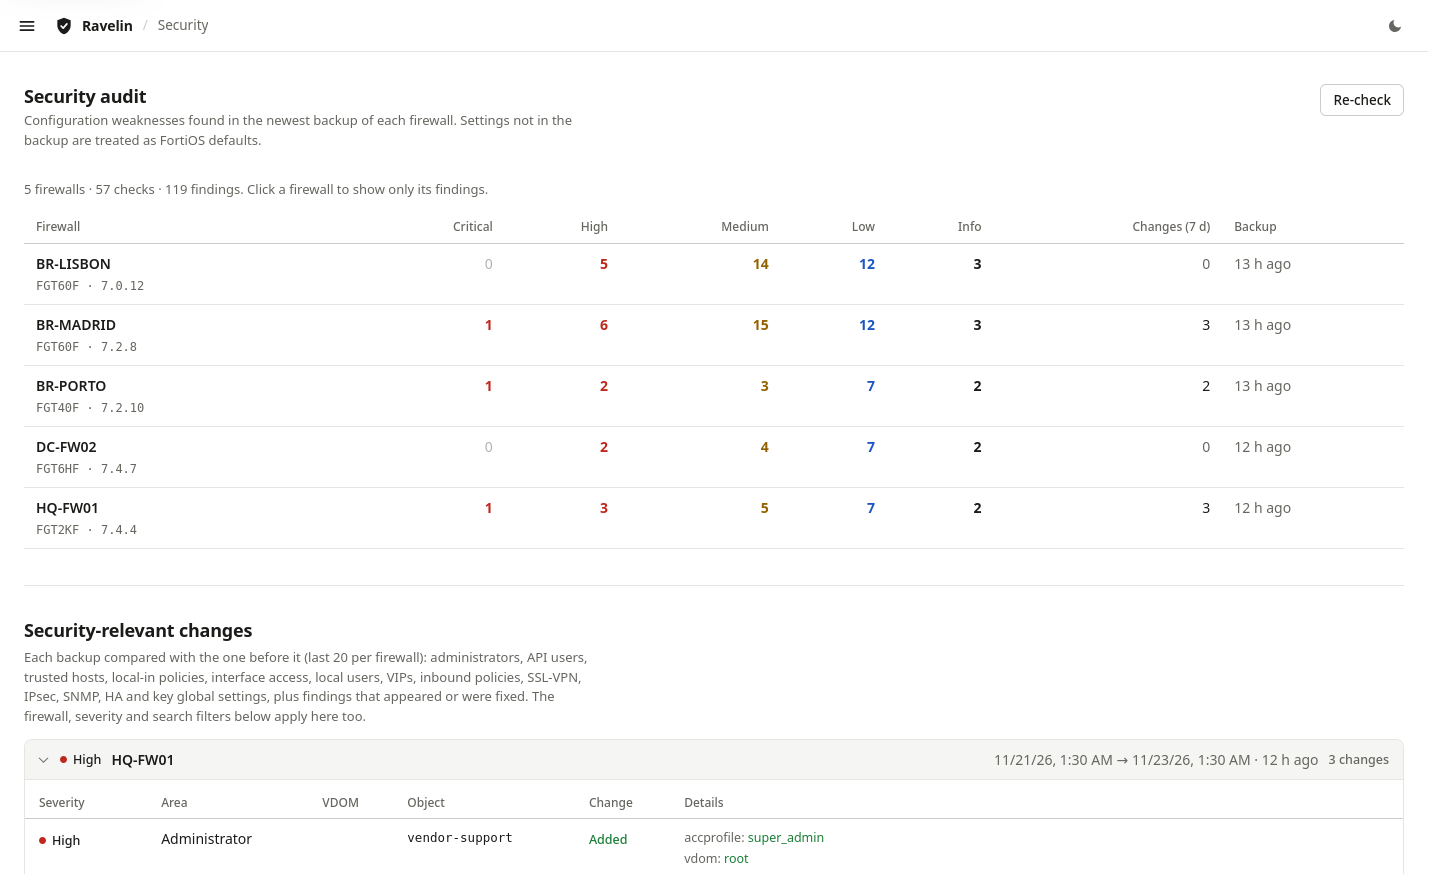 Ravelin / Security
Security audit
Re-check
Configuration weaknesses found in the newest backup of each firewall. Settings not in the
backup are treated as FortiOS defaults.
5 firewalls · 57 checks · 119 findings. Click a firewall to show only its findings.
Firewall Critical High Medium Low Info Changes (7 d) Backup
BR-LISBON 0 5 14 12 3 0 13 h ago
FGT60F · 7.0.12
BR-MADRID 1 6 15 12 3 3 13 h ago
FGT60F · 7.2.8
BR-PORTO 1 2 3 7 2 2 13 h ago
FGT40F · 7.2.10
DC-FW02 0 2 4 7 2 0 12 h ago
FGT6HF · 7.4.7
HQ-FW01 1 3 5 7 2 3 12 h ago
FGT2KF · 7.4.4
Security-relevant changes
Each backup compared with the one before it (last 20 per firewall): administrators, API users,
trusted hosts, local-in policies, interface access, local users, VIPs, inbound policies, SSL-VPN,
IPsec, SNMP, HA and key global settings, plus findings that appeared or were fixed. The
firewall, severity and search filters below apply here too.
High HQ-FW01 11/21/26, 1:30 AM → 11/23/26, 1:30 AM · 12 h ago 3 changes
Severity Area VDOM Object Change Details
High Administrator vendor-support Added accprofile: super_admin
vdom: root